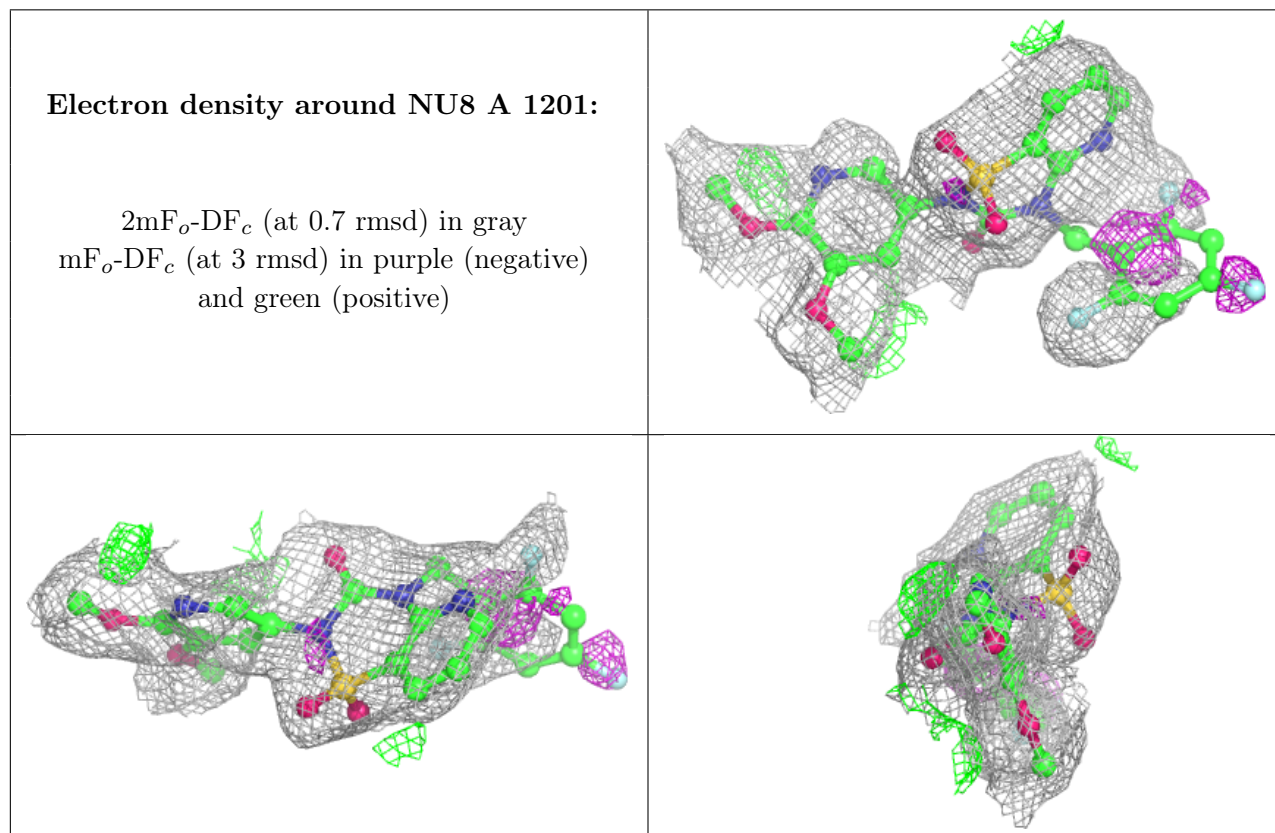 Electron density around NU8 A 1201:
2mFₒ-DF𝒸 (at 0.7 rmsd) in gray
mFₒ-DF𝒸 (at 3 rmsd) in purple (negative)
and green (positive)